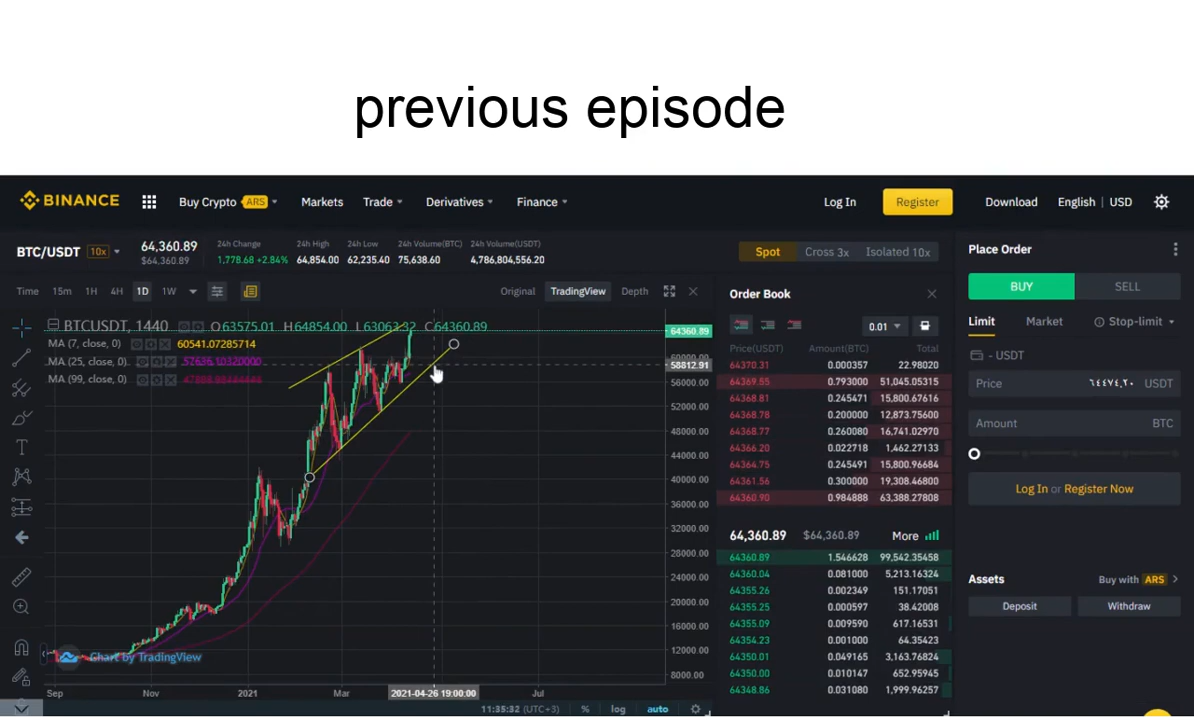 previous episode
BINANCE Buy Crypto ARS Markets Trade Derivatives Finance Log In Register Download English | USD
BTC/USDT 10x 64,360.89 $64,360.89
24h Change 1,778.68 +2.84%
24h High 64,854.00
24h Low 62,235.40
24h Volume(BTC) 75,638.60
24h Volume(USDT) 4,786,804,556.20
Spot Cross 3x Isolated 10x
Time 15m 1H 4H 1D 1W Original TradingView Depth
BTCUSDT, 1440 O63575.01 H64854.00 L63063.32 C64360.89
MA (7, close, 0) 60541.07285714
MA (25, close, 0)
MA (99, close, 0)
64360.89
60000.00
58812.91
56000.00
52000.00
48000.00
44000.00
40000.00
36000.00
32000.00
28000.00
24000.00
20000.00
16000.00
12000.00
8000.00
Chart by TradingView
Sep Nov 2021 Mar 2021-04-26 19:00:00 Jul
11:35:32 (UTC+3) % log auto
Order Book
0.01
Price(USDT) Amount(BTC) Total
64370.31 0.000357 22.98020
64369.55 0.793000 51,045.05315
64368.81 0.245471 15,800.67616
64368.78 0.200000 12,873.75600
64368.77 0.260080 16,741.02970
64366.20 0.022718 1,462.27133
64364.75 0.245491 15,800.96684
64361.56 0.300000 19,308.46800
64360.90 0.984888 63,388.27808
64,360.89 $64,360.89 More
64360.89 1.546628 99,542.35458
64360.04 0.081000 5,213.16324
64355.26 0.002349 151.17051
64355.25 0.000597 38.42008
64355.09 0.009590 617.16531
64354.23 0.001000 64.35423
64350.01 0.049165 3,163.76824
64350.00 0.010147 652.95945
64348.86 0.031080 1,999.96257
Place Order
BUY SELL
Limit Market Stop-limit
- USDT
Price ٦٤٤٧٤,٢٠ USDT
Amount BTC
Log In or Register Now
Assets Buy with ARS
Deposit Withdraw